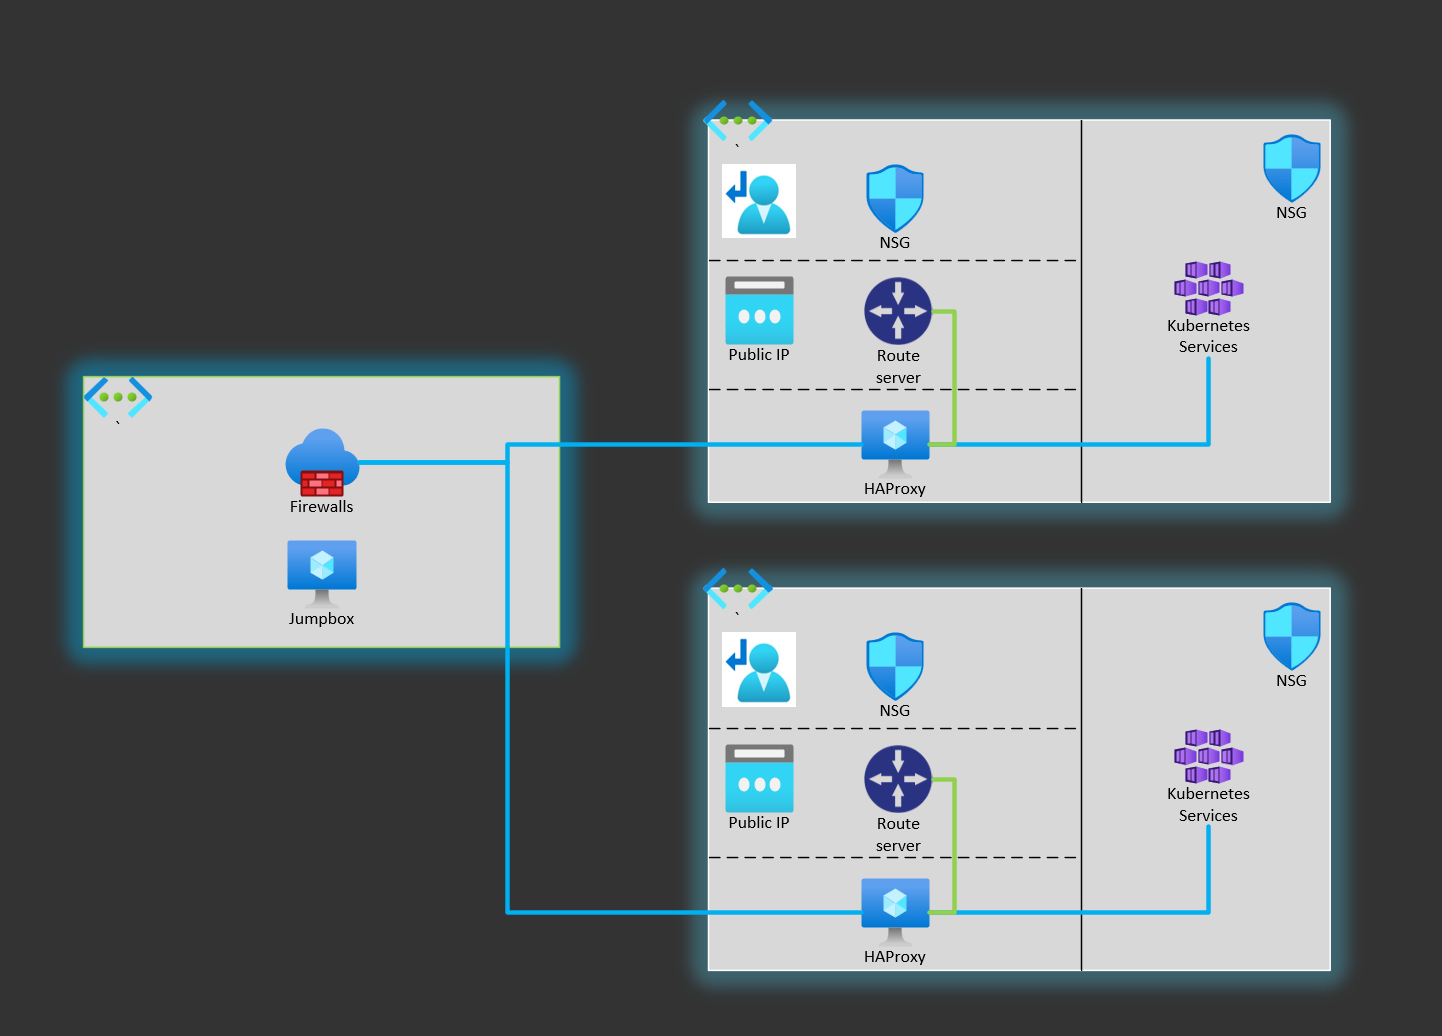 `
NSG
NSG
Public IP
Route
server
Kubernetes
Services
HAProxy
`
Firewalls
Jumpbox
`
NSG
NSG
Public IP
Route
server
Kubernetes
Services
HAProxy